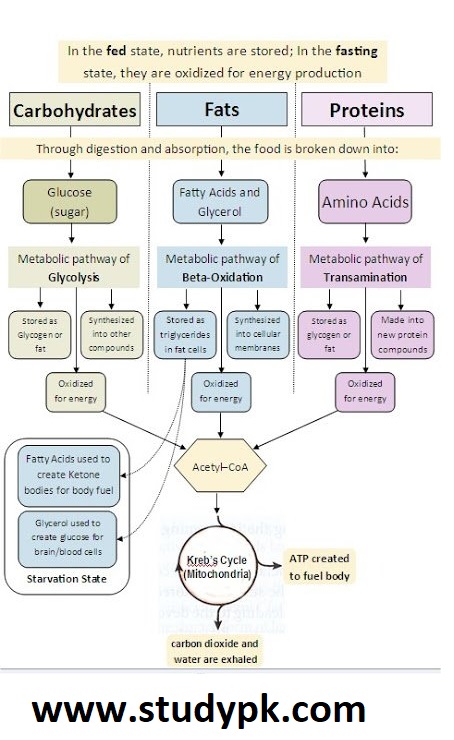 In the fed state, nutrients are stored; In the fasting
state, they are oxidized for energy production
Carbohydrates
Fats
Proteins
Through digestion and absorption, the food is broken down into:
Glucose
(sugar)
Fatty Acids and
Glycerol
Amino Acids
Metabolic pathway of
Glycolysis
Metabolic pathway of
Beta-Oxidation
Metabolic pathway of
Transamination
Stored as
Glycogen or
fat
Synthesized
into other
compounds
Stored as
triglycerides
in fat cells
Synthesized
into cellular
membranes
Stored as
glycogen or
fat
Made into
new protein
compounds
Oxidized
for energy
Oxidized
for energy
Oxidized
for energy
Acetyl–CoA
Fatty Acids used to
create Ketone
bodies for body fuel
Glycerol used to
create glucose for
brain/blood cells
Starvation State
Kreb's Cycle
(Mitochondria)
ATP created
to fuel body
carbon dioxide and
water are exhaled
www.studypk.com